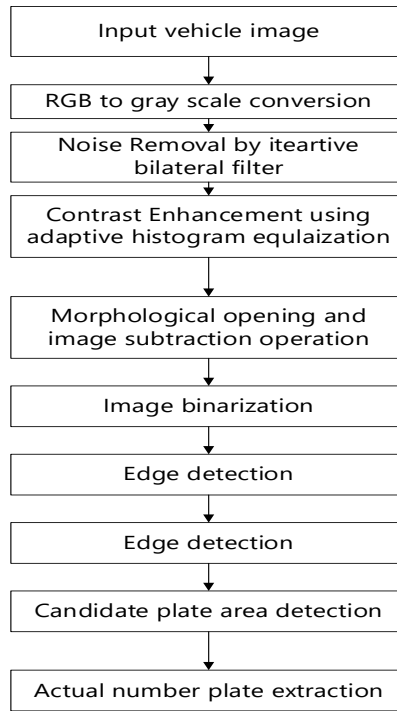 Input vehicle image
RGB to gray scale conversion
Noise Removal by iteartive
bilateral filter
Contrast Enhancement using
adaptive histogram equlaization
Morphological opening and
image subtraction operation
Image binarization
Edge detection
Edge detection
Candidate plate area detection
Actual number plate extraction